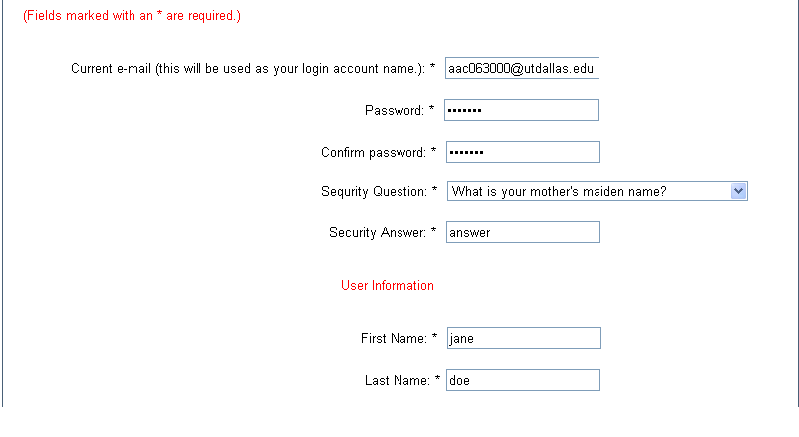 (Fields marked with an * are required.)
Current e-mail (this will be used as your login account name.): * aac063000@utdallas.edu
Password: * •••••••
Confirm password: * •••••••
Sequrity Question: * What is your mother's maiden name?
Security Answer: * answer
User Information
First Name: * jane
Last Name: * doe